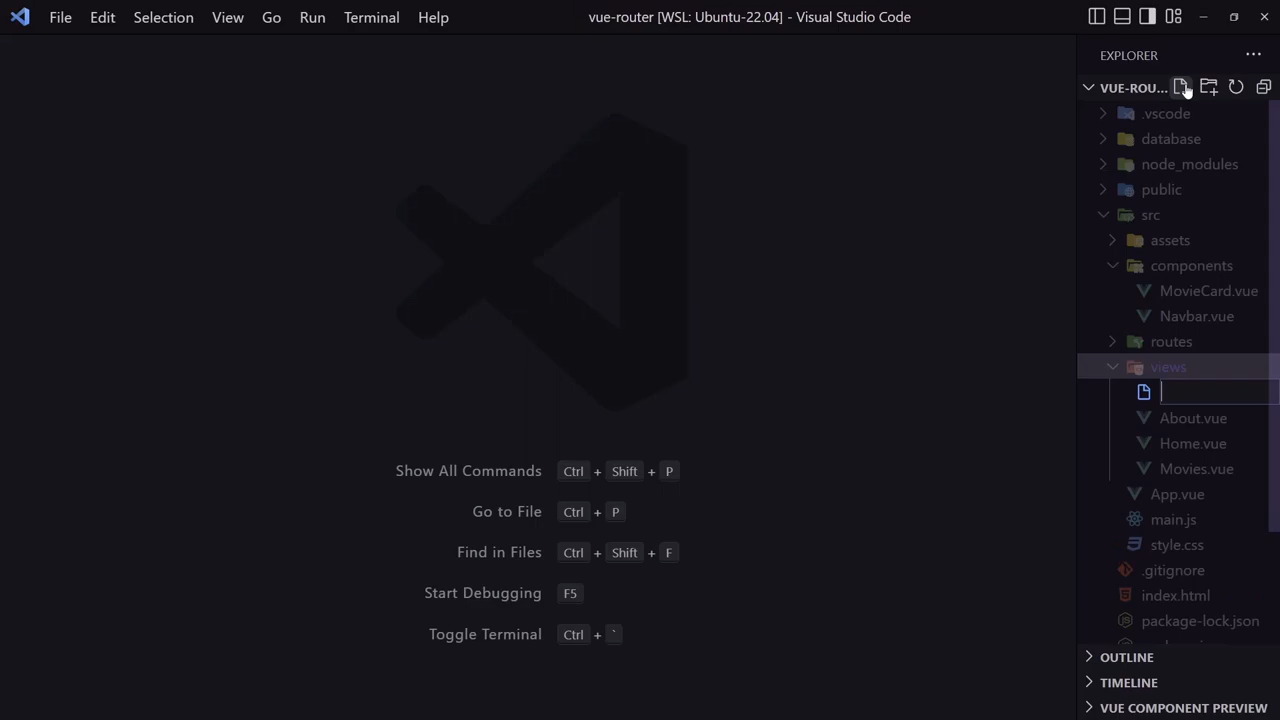 File Edit Selection View Go Run Terminal Help
vue-router [WSL: Ubuntu-22.04] - Visual Studio Code
EXPLORER
VUE-ROU...
.vscode
database
node_modules
public
src
assets
components
MovieCard.vue
Navbar.vue
routes
views
About.vue
Home.vue
Movies.vue
App.vue
main.js
style.css
.gitignore
index.html
package-lock.json
OUTLINE
TIMELINE
VUE COMPONENT PREVIEW
Show All Commands Ctrl + Shift + P
Go to File Ctrl + P
Find in Files Ctrl + Shift + F
Start Debugging F5
Toggle Terminal Ctrl + `